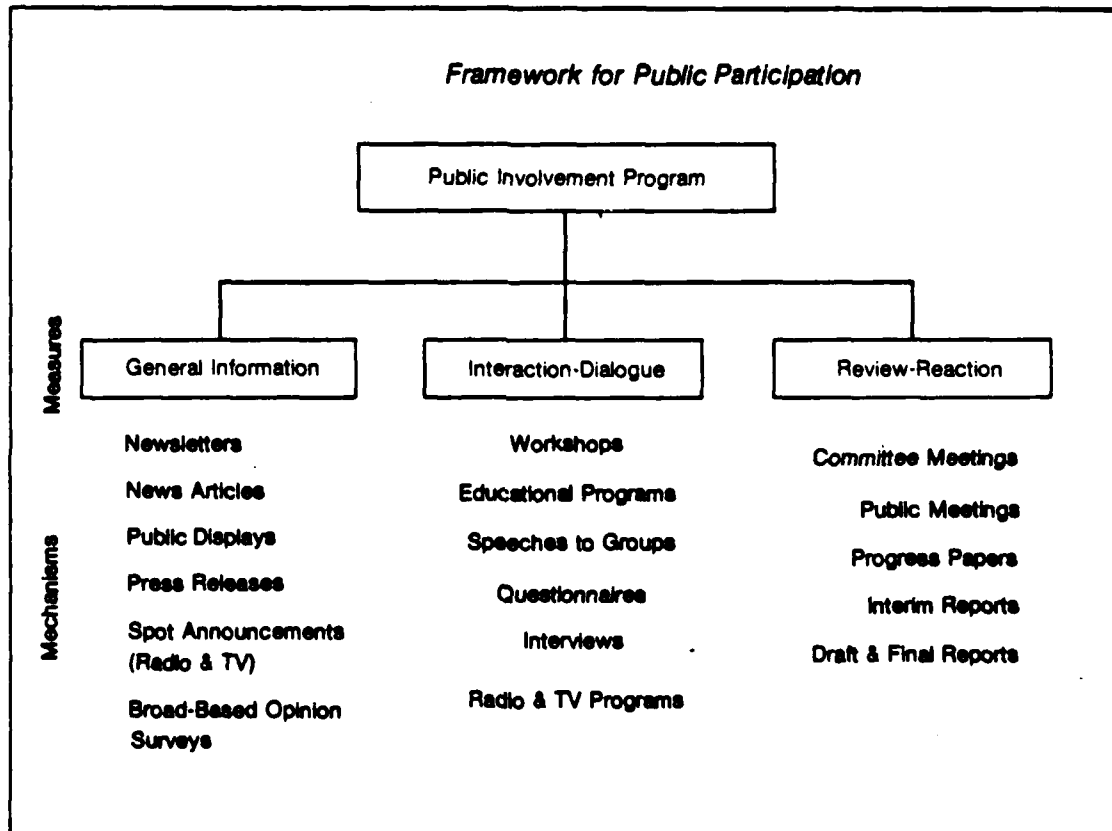 Framework for Public Participation
Public Involvement Program
Measures
General Information
Interaction-Dialogue
Review-Reaction
Mechanisms
Newsletters
News Articles
Public Displays
Press Releases
Spot Announcements
(Radio & TV)
Broad-Based Opinion
Surveys
Workshops
Educational Programs
Speeches to Groups
Questionnaires
Interviews
Radio & TV Programs
Committee Meetings
Public Meetings
Progress Papers
Interim Reports
Draft & Final Reports